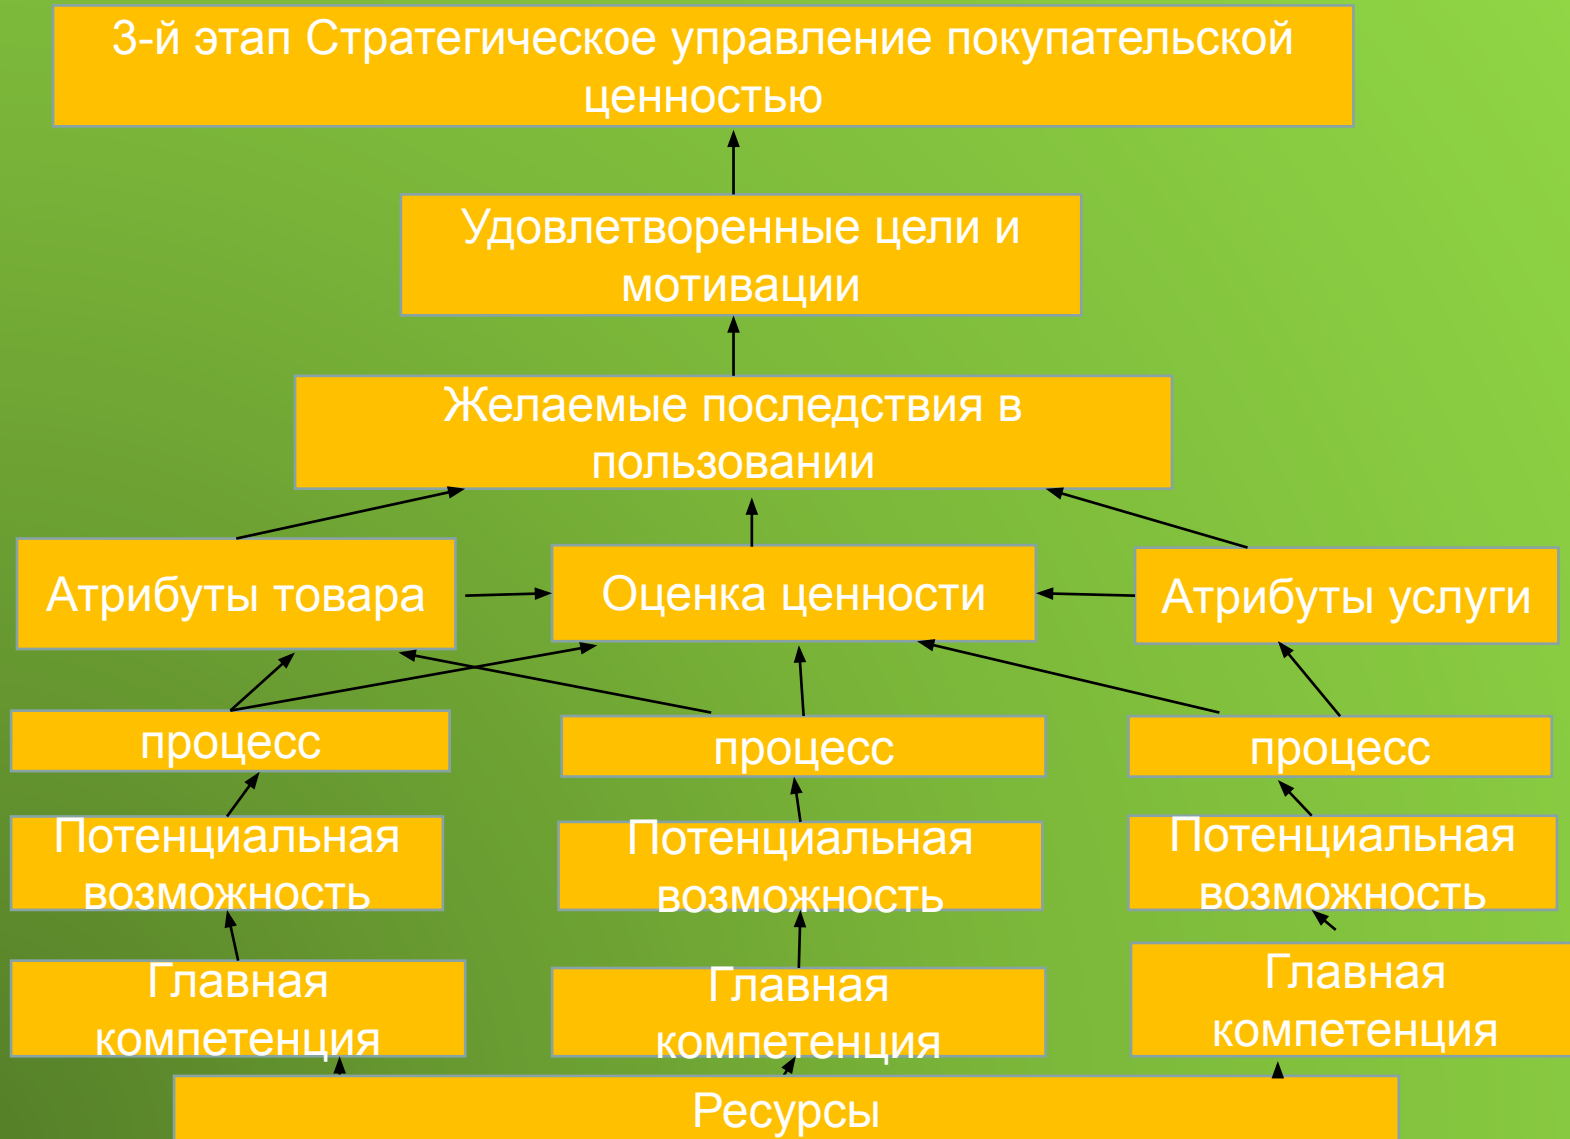 3-й этап Стратегическое управление покупательской
ценностью
Удовлетворенные цели и
мотивации
Желаемые последствия в
пользовании
Атрибуты товара
Оценка ценности
Атрибуты услуги
процесс
процесс
процесс
Потенциальная
возможность
Потенциальная
возможность
Потенциальная
возможность
Главная
компетенция
Главная
компетенция
Главная
компетенция
Ресурсы